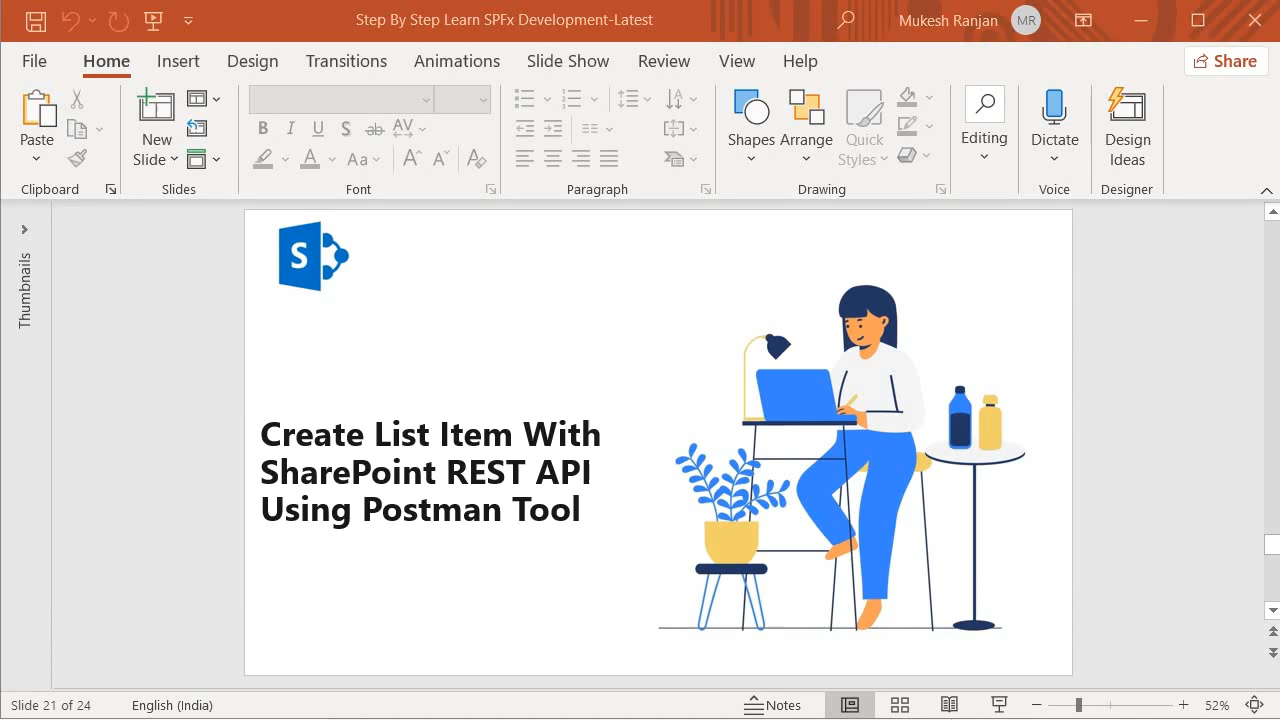 Step By Step Learn SPFx Development-Latest
Mukesh Ranjan
MR
File
Home
Insert
Design
Transitions
Animations
Slide Show
Review
View
Help
Share
Paste
New
Slide
B
I
U
S
ab
AV
A
Aa
A
A
A
Shapes
Arrange
Quick
Styles
Editing
Dictate
Design
Ideas
Clipboard
Slides
Font
Paragraph
Drawing
Voice
Designer
Thumbnails
S
Create List Item With
SharePoint REST API
Using Postman Tool
Slide 21 of 24
English (India)
Notes
52%